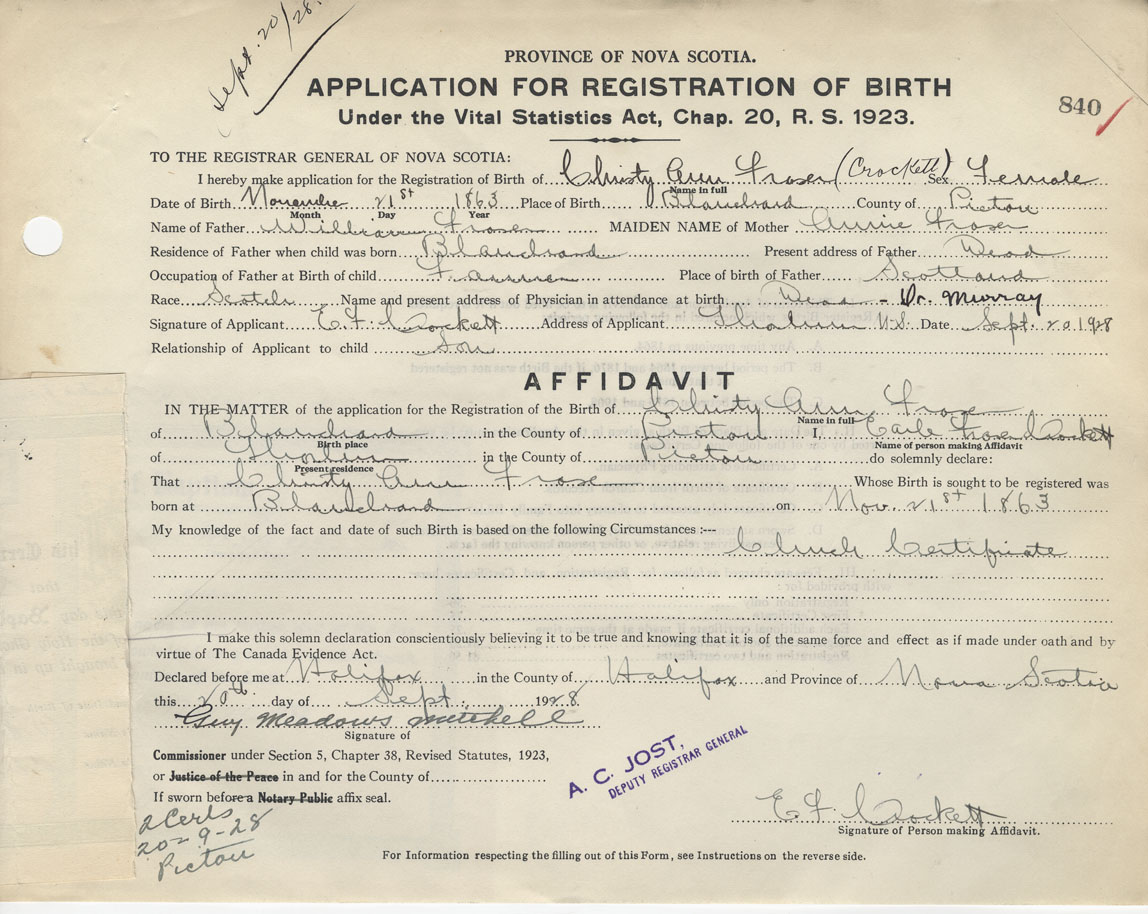 Sept. 20/28.
PROVINCE OF NOVA SCOTIA.
APPLICATION FOR REGISTRATION OF BIRTH
Under the Vital Statistics Act, Chap. 20, R. S. 1923.
840
TO THE REGISTRAR GENERAL OF NOVA SCOTIA:
I hereby make application for the Registration of Birth of Christy Ann Fraser (Crockett) Sex Female
Name in full
Date of Birth November 21st 1863 Place of Birth Blanchard County of Pictou
Month Day Year
Name of Father William Fraser MAIDEN NAME of Mother Annie Fraser
Residence of Father when child was born Blanchard Present address of Father Dead
Occupation of Father at Birth of child Farmer Place of birth of Father Scotland
Race Scotch Name and present address of Physician in attendance at birth Dead - Dr. Murray
Signature of Applicant E F Crockett Address of Applicant Thorburn N.S. Date Sept. 20 1928
Relationship of Applicant to child Son
AFFIDAVIT
IN THE MATTER of the application for the Registration of the Birth of Christy Ann Fraser
Name in full
of Blanchard in the County of Pictou I, Earle Fraser Crockett
Birth place Name of person making Affidavit
of Thorburn in the County of Pictou do solemnly declare:
Present residence
That Christy Ann Fraser Whose Birth is sought to be registered was
born at Blanchard on Nov. 21st 1863
My knowledge of the fact and date of such Birth is based on the following Circumstances :---
Church Certificate
I make this solemn declaration conscientiously believing it to be true and knowing that it is of the same force and effect as if made under oath and by
virtue of The Canada Evidence Act.
Declared before me at Halifax in the County of Halifax and Province of Nova Scotia
this 20th day of Sept. 1928.
Guy Meadows Mitchell
Signature of
Commissioner under Section 5, Chapter 38, Revised Statutes, 1923,
or Justice of the Peace in and for the County of
If sworn before a Notary Public affix seal.
A. C. JOST,
DEPUTY REGISTRAR GENERAL
2 Certs
20-9-28
Pictou
E F Crockett
Signature of Person making Affidavit.
For Information respecting the filling out of this Form, see Instructions on the reverse side.